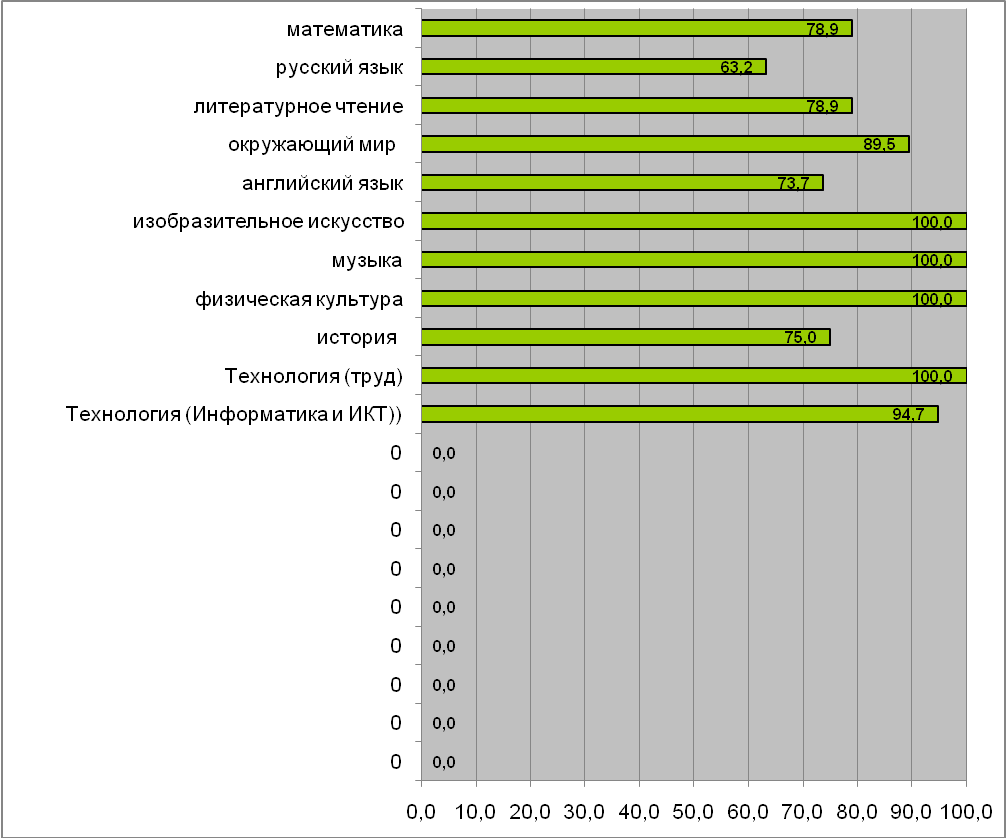 математика 78,9
русский язык 63,2
литературное чтение 78,9
окружающий мир 89,5
английский язык 73,7
изобразительное искусство 100,0
музыка 100,0
физическая культура 100,0
история 75,0
Технология (труд) 100,0
Технология (Информатика и ИКТ)) 94,7
0 0,0
0 0,0
0 0,0
0 0,0
0 0,0
0 0,0
0 0,0
0 0,0
0 0,0
0,0 10,0 20,0 30,0 40,0 50,0 60,0 70,0 80,0 90,0 100,0